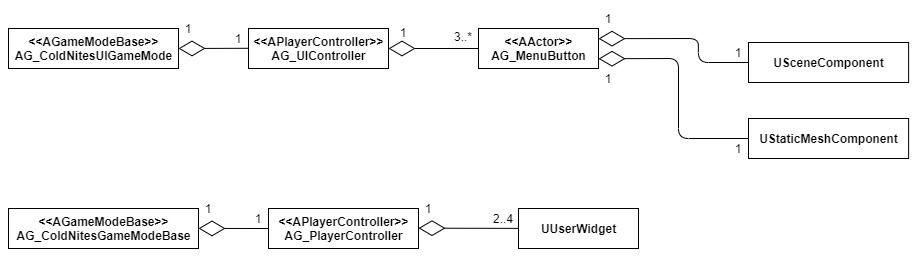 <<AGameModeBase>>
AG_ColdNitesUIGameMode
1
1
<<APlayerController>>
AG_UIController
1
3..*
<<AActor>>
AG_MenuButton
1
1
USceneComponent
1
1
UStaticMeshComponent
<<AGameModeBase>>
AG_ColdNitesGameModeBase
1
1
<<APlayerController>>
AG_PlayerController
1
2..4
UUserWidget